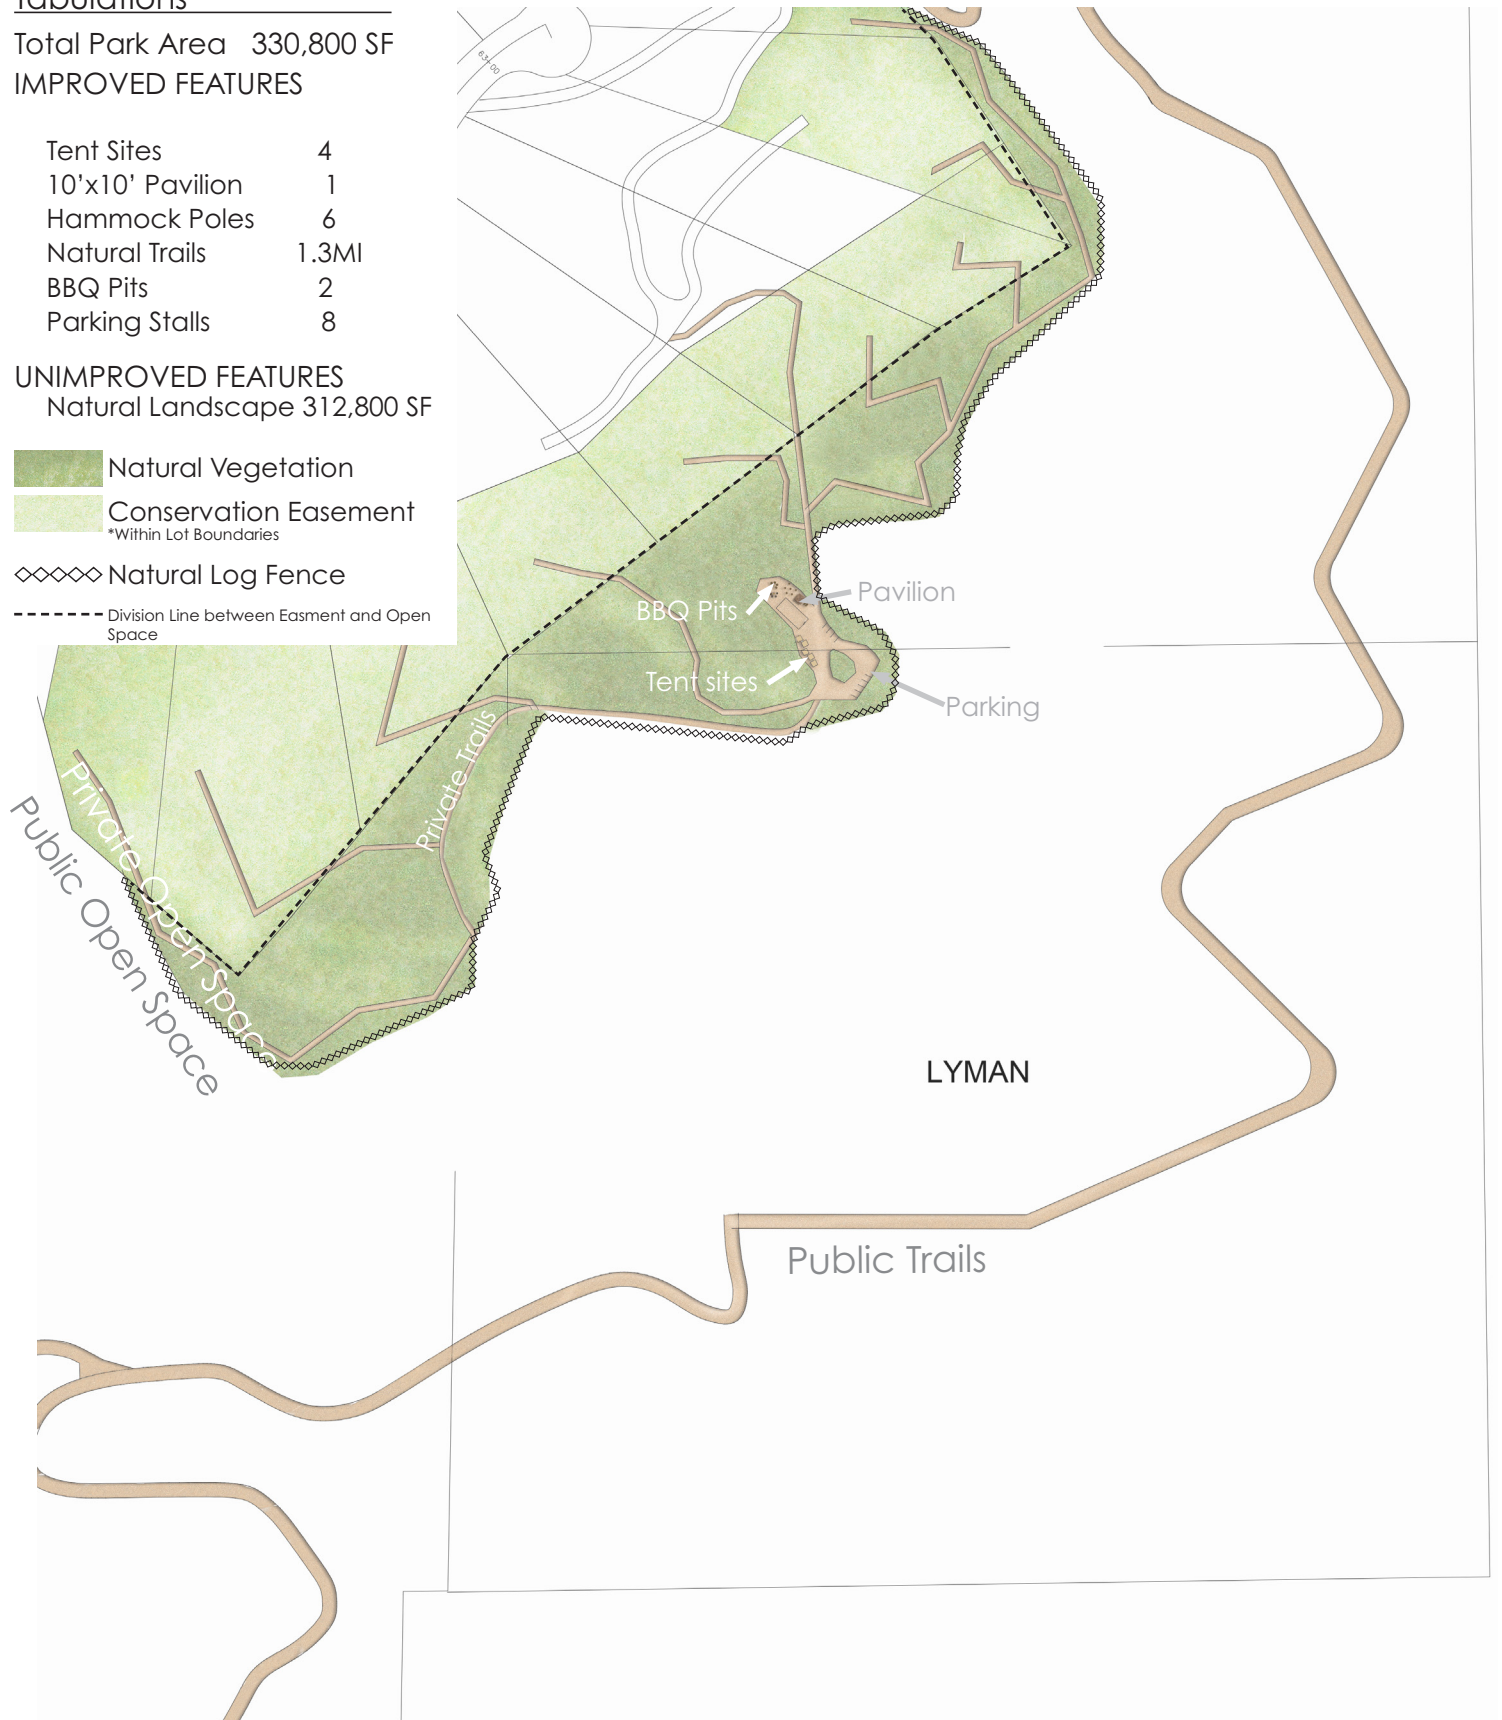 Tabulations
Total Park Area 330,800 SF
IMPROVED FEATURES
Tent Sites 4
10'x10' Pavilion 1
Hammock Poles 6
Natural Trails 1.3MI
BBQ Pits 2
Parking Stalls 8
UNIMPROVED FEATURES
Natural Landscape 312,800 SF
Natural Vegetation
Conservation Easement
*Within Lot Boundaries
Natural Log Fence
Division Line between Easment and Open
Space
63+00
BBQ Pits
Pavilion
Tent sites
Parking
Private Trails
Private Open Space
Public Open Space
LYMAN
Public Trails